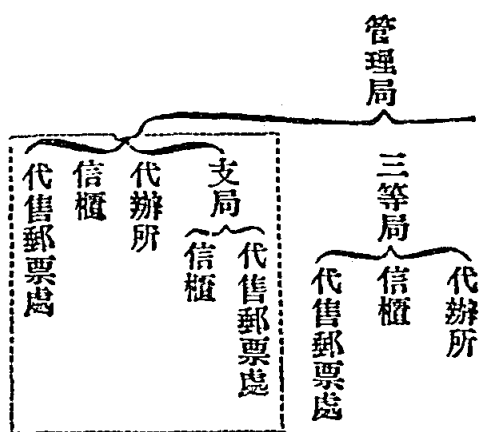 管理局
三等局
代辦所
信櫃
代售郵票處
支局
代售郵票處
信櫃
代辦所
信櫃
代售郵票處